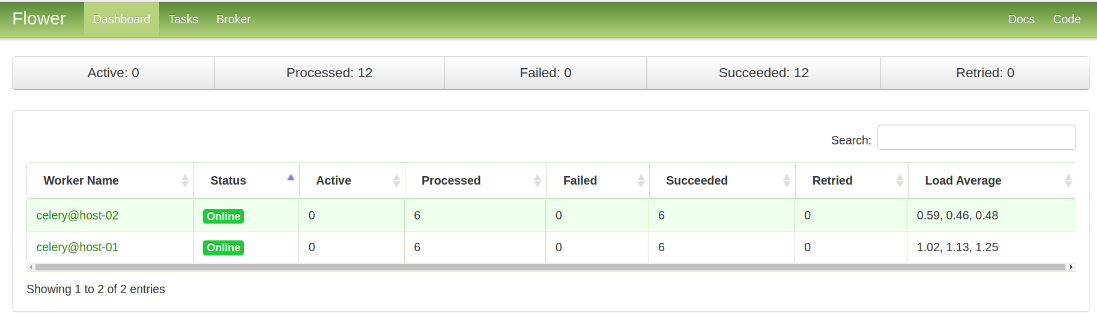 Flower Dashboard Tasks Broker Docs Code
Active: 0 Processed: 12 Failed: 0 Succeeded: 12 Retried: 0
Search:
Worker Name Status Active Processed Failed Succeeded Retried Load Average
celery@host-02 Online 0 6 0 6 0 0.59, 0.46, 0.48
celery@host-01 Online 0 6 0 6 0 1.02, 1.13, 1.25
Showing 1 to 2 of 2 entries